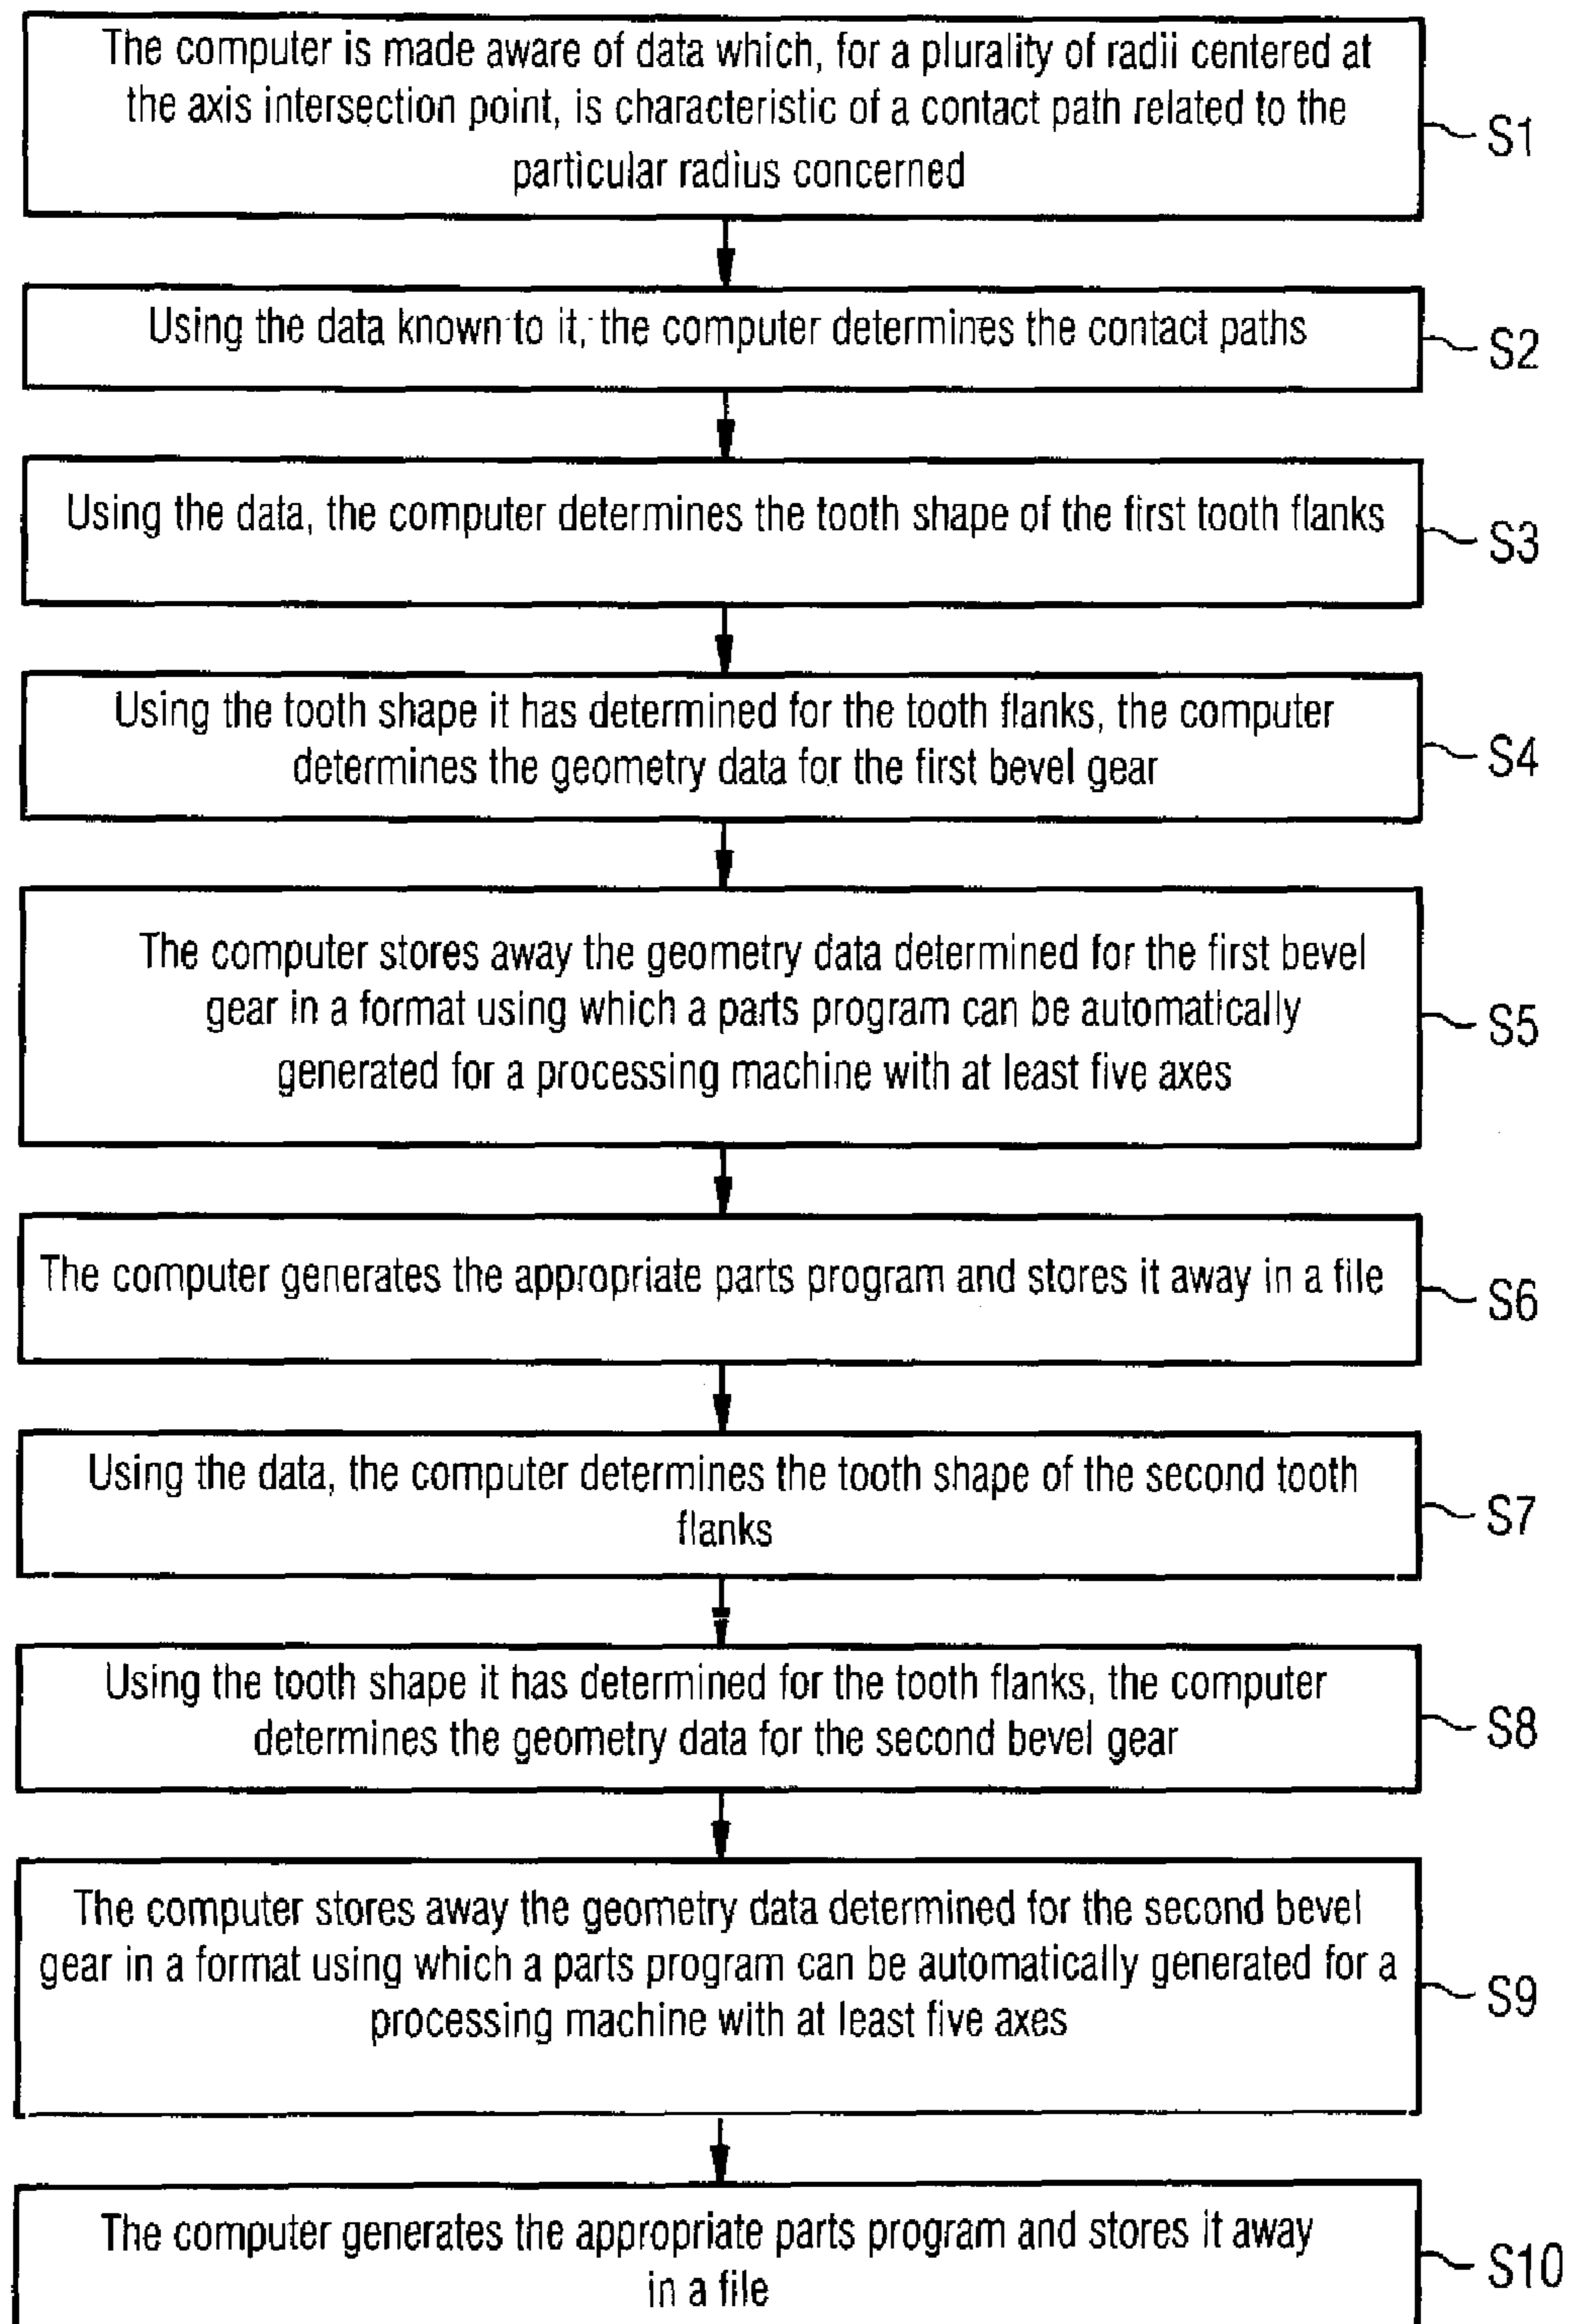 The computer is made aware of data which, for a plurality of radii centered at
the axis intersection point, is characteristic of a contact path related to the
particular radius concerned
S1
Using the data known to it, the computer determines the contact paths
S2
Using the data, the computer determines the tooth shape of the first tooth flanks
S3
Using the tooth shape it has determined for the tooth flanks, the computer
determines the geometry data for the first bevel gear
S4
The computer stores away the geometry data determined for the first bevel
gear in a format using which a parts program can be automatically
generated for a processing machine with at least five axes
S5
The computer generates the appropriate parts program and stores it away in a file
S6
Using the data, the computer determines the tooth shape of the second tooth
flanks
S7
Using the tooth shape it has determined for the tooth flanks, the computer
determines the geometry data for the second bevel gear
S8
The computer stores away the geometry data determined for the second bevel
gear in a format using which a parts program can be automatically generated for a
processing machine with at least five axes
S9
The computer generates the appropriate parts program and stores it away
in a file
S10